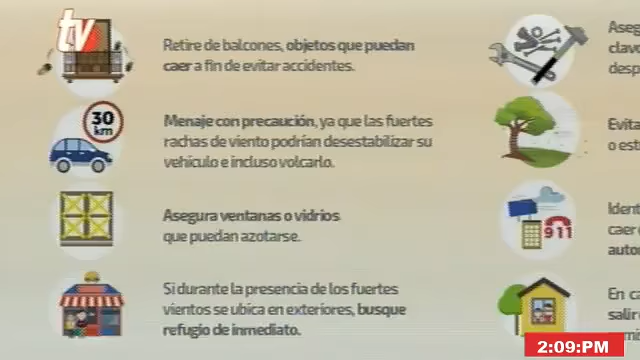 tv
Retire de balcones, objetos que puedan
caer a fin de evitar accidentes.
30
km
Menaje con precaución, ya que las fuertes
rachas de viento podrían desestabilizar su
vehículo e incluso volcarlo.
Asegura ventanas o vidrios
que puedan azotarse.
Si durante la presencia de los fuertes
vientos se ubica en exteriores, busque
refugio de inmediato.
Aseg
clavo
desp
Evita
o estr
911
Ident
caer
autor
En ca
salir
2:09:PM